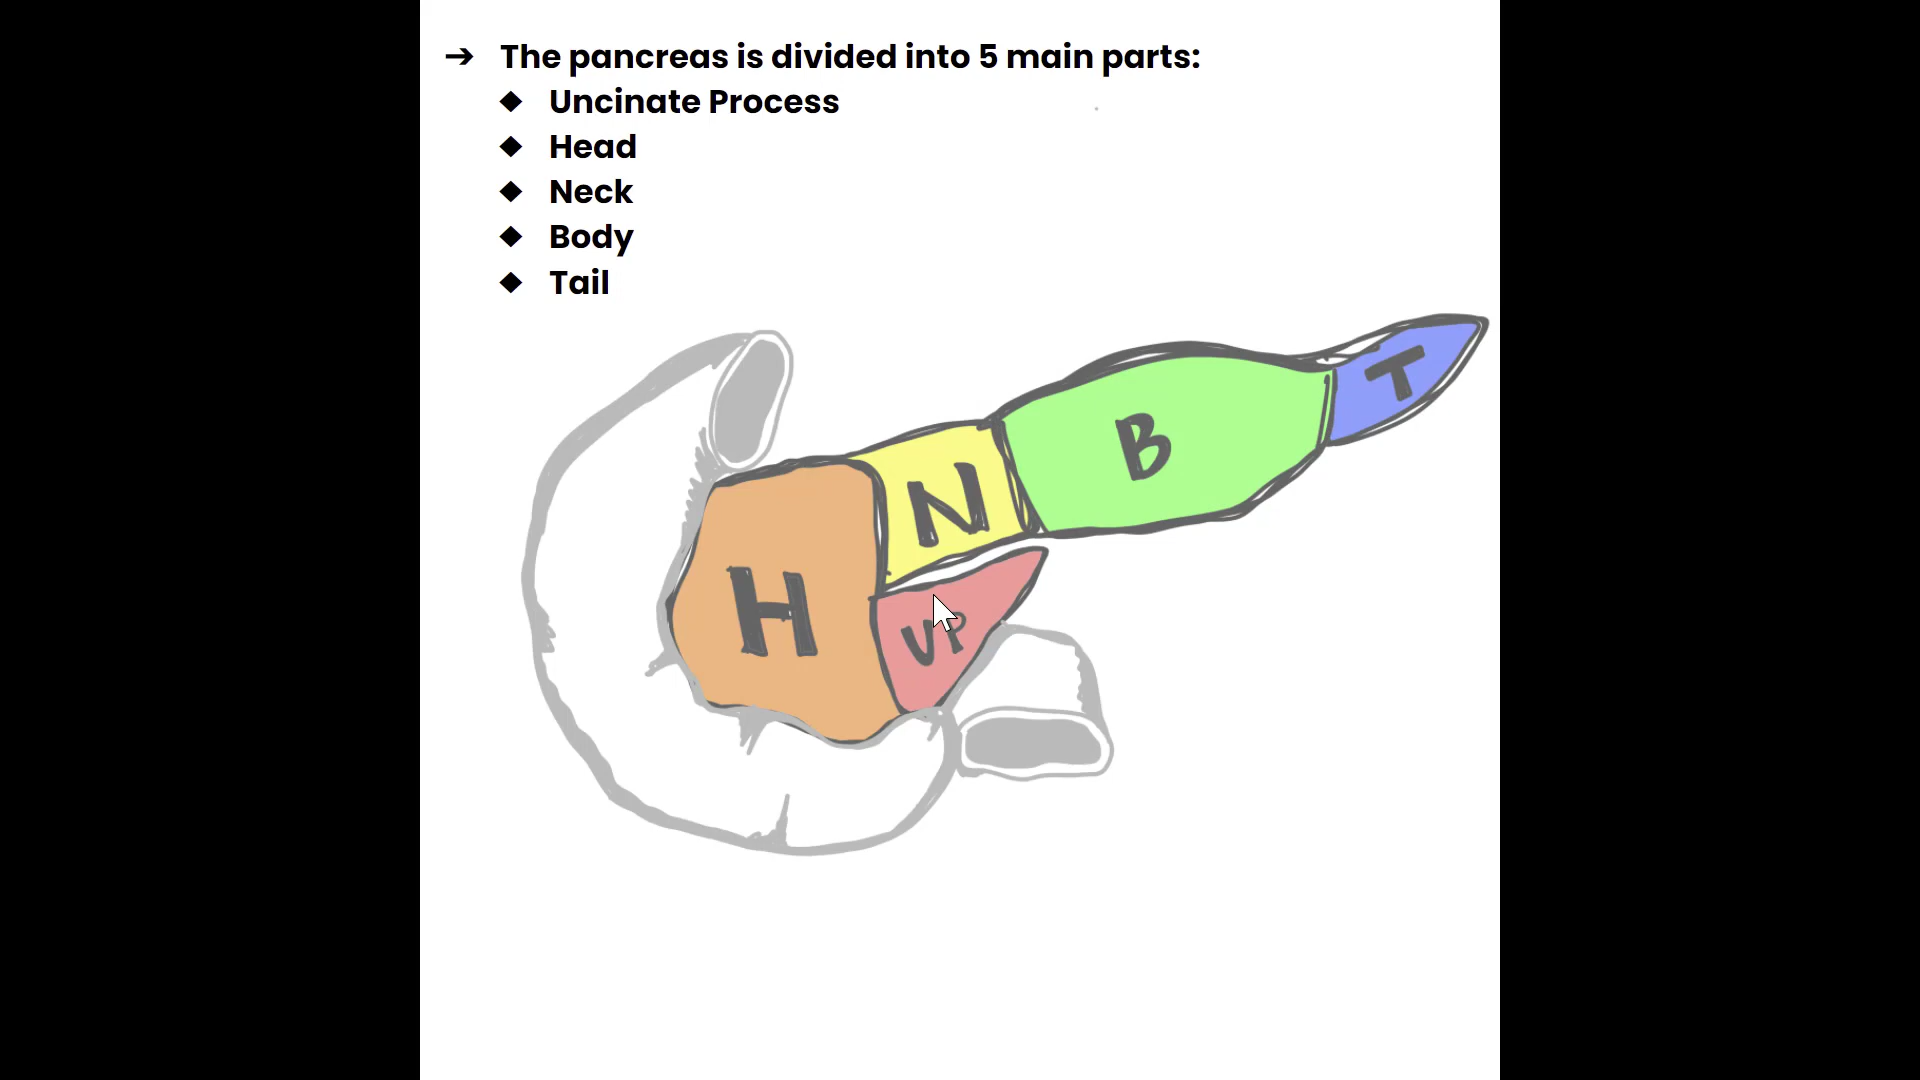 ➔ The pancreas is divided into 5 main parts:
◆ Uncinate Process
◆ Head
◆ Neck
◆ Body
◆ Tail
T
B
N
H
UP